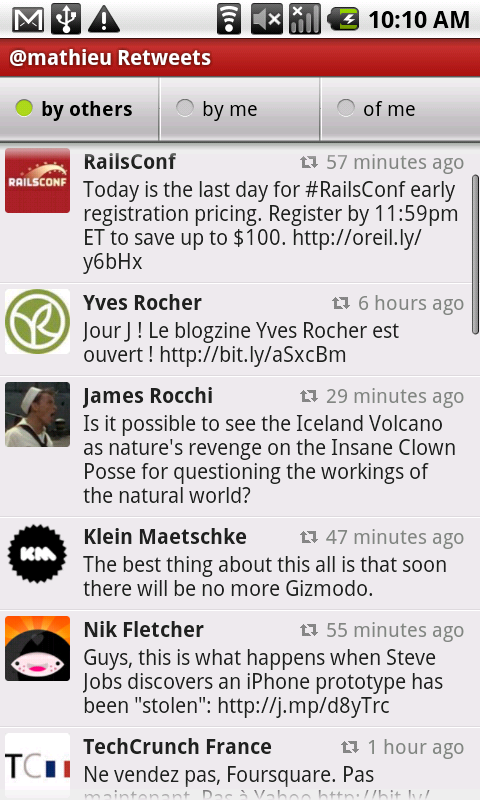 10:10 AM
@mathieu Retweets
by others
by me
of me
RAILSCONF
RailsConf
57 minutes ago
Today is the last day for #RailsConf early
registration pricing. Register by 11:59pm
ET to save up to $100. http://oreil.ly/
y6bHx
Yves Rocher
6 hours ago
Jour J ! Le blogzine Yves Rocher est
ouvert ! http://bit.ly/aSxcBm
James Rocchi
29 minutes ago
Is it possible to see the Iceland Volcano
as nature's revenge on the Insane Clown
Posse for questioning the workings of
the natural world?
KM
Klein Maetschke
47 minutes ago
The best thing about this all is that soon
there will be no more Gizmodo.
Nik Fletcher
55 minutes ago
Guys, this is what happens when Steve
Jobs discovers an iPhone prototype has
been "stolen": http://j.mp/d8yTrc
TC
TechCrunch France
1 hour ago
Ne vendez pas, Foursquare. Pas
maintenant. Pas à Yahoo http://bit.ly/